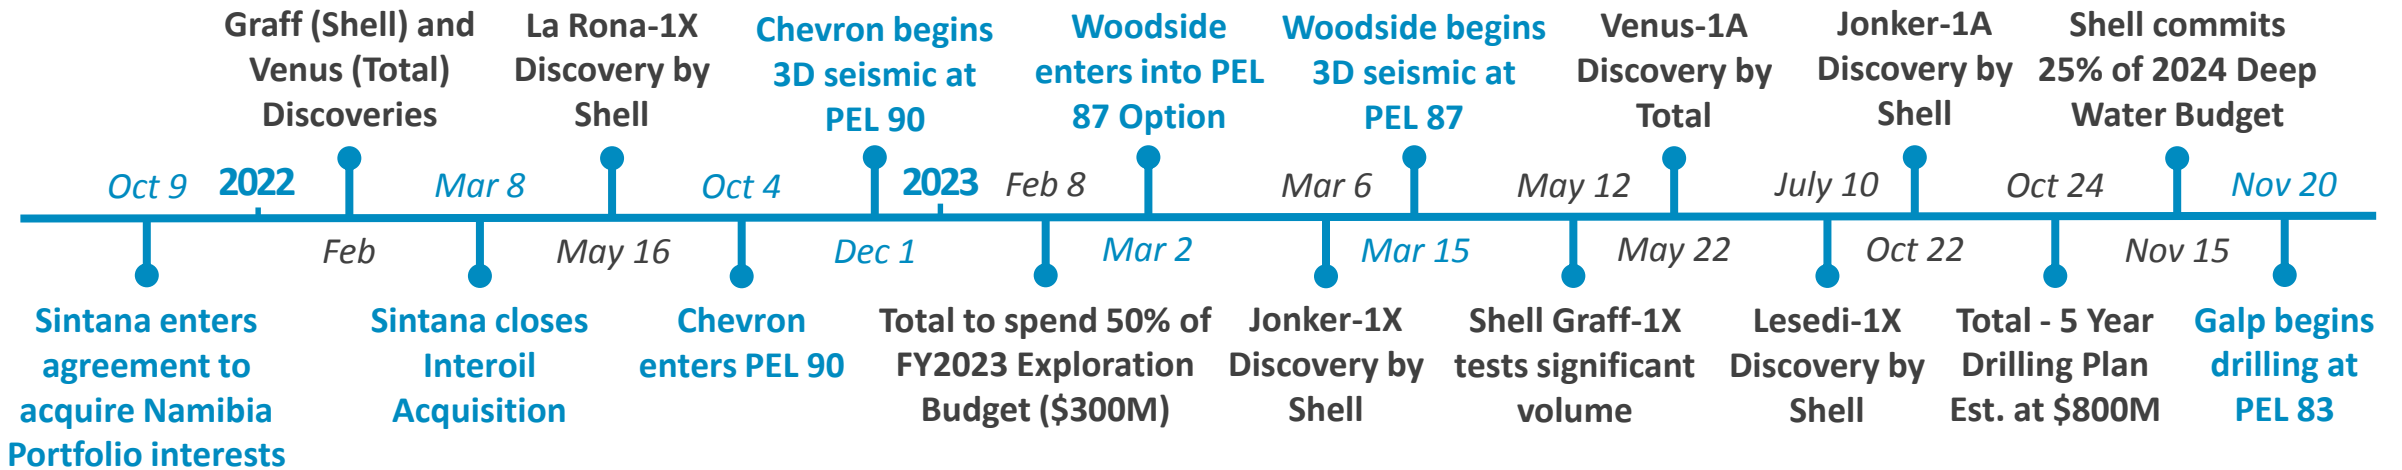 Graff (Shell) and
Venus (Total)
Discoveries
La Rona-1X
Discovery by
Shell
Chevron begins
3D seismic at
PEL 90
Woodside
enters into PEL
87 Option
Woodside begins
3D seismic at
PEL 87
Venus-1A
Discovery by
Total
Jonker-1A
Discovery by
Shell
Shell commits
25% of 2024 Deep
Water Budget
Oct 9 2022 Mar 8 Oct 4 2023 Feb 8 Mar 6 May 12 July 10 Oct 24 Nov 20
Feb May 16 Dec 1 Mar 2 Mar 15 May 22 Oct 22 Nov 15
Sintana enters
agreement to
acquire Namibia
Portfolio interests
Sintana closes
Interoil
Acquisition
Chevron
enters PEL 90
Total to spend 50% of
FY2023 Exploration
Budget ($300M)
Jonker-1X
Discovery by
Shell
Shell Graff-1X
tests significant
volume
Lesedi-1X
Discovery by
Shell
Total - 5 Year
Drilling Plan
Est. at $800M
Galp begins
drilling at
PEL 83